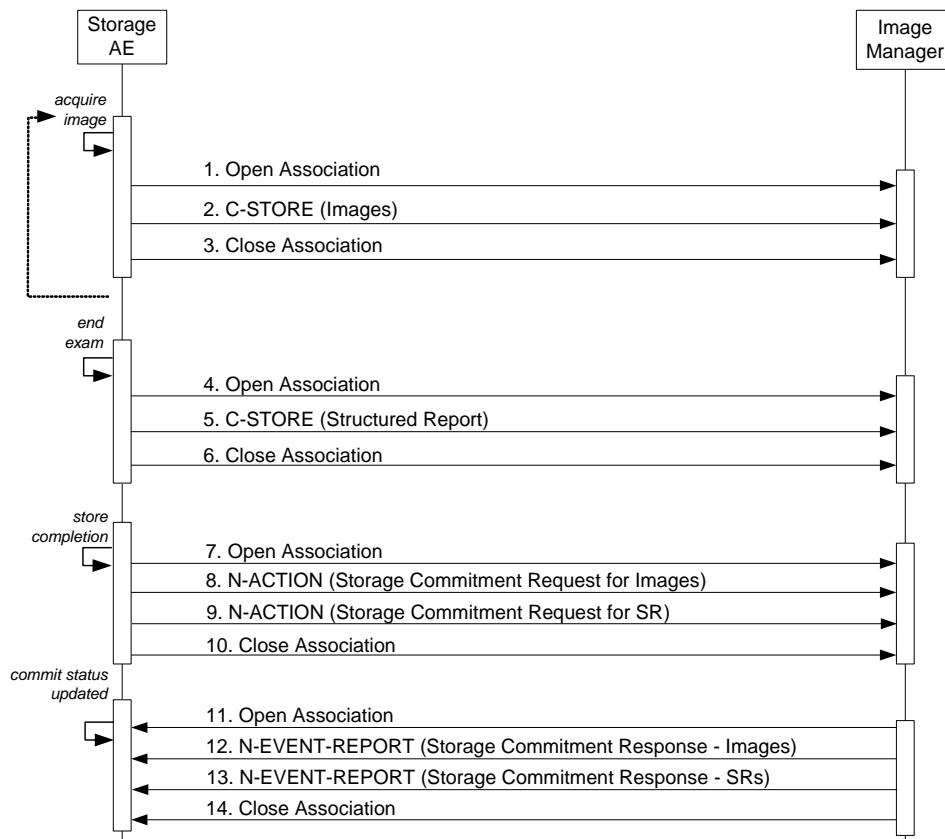 Storage
AE
Image
Manager
acquire
image
1. Open Association
2. C-STORE (Images)
3. Close Association
end
exam
4. Open Association
5. C-STORE (Structured Report)
6. Close Association
store
completion
7. Open Association
8. N-ACTION (Storage Commitment Request for Images)
9. N-ACTION (Storage Commitment Request for SR)
10. Close Association
commit status
updated
11. Open Association
12. N-EVENT-REPORT (Storage Commitment Response - Images)
13. N-EVENT-REPORT (Storage Commitment Response - SRs)
14. Close Association